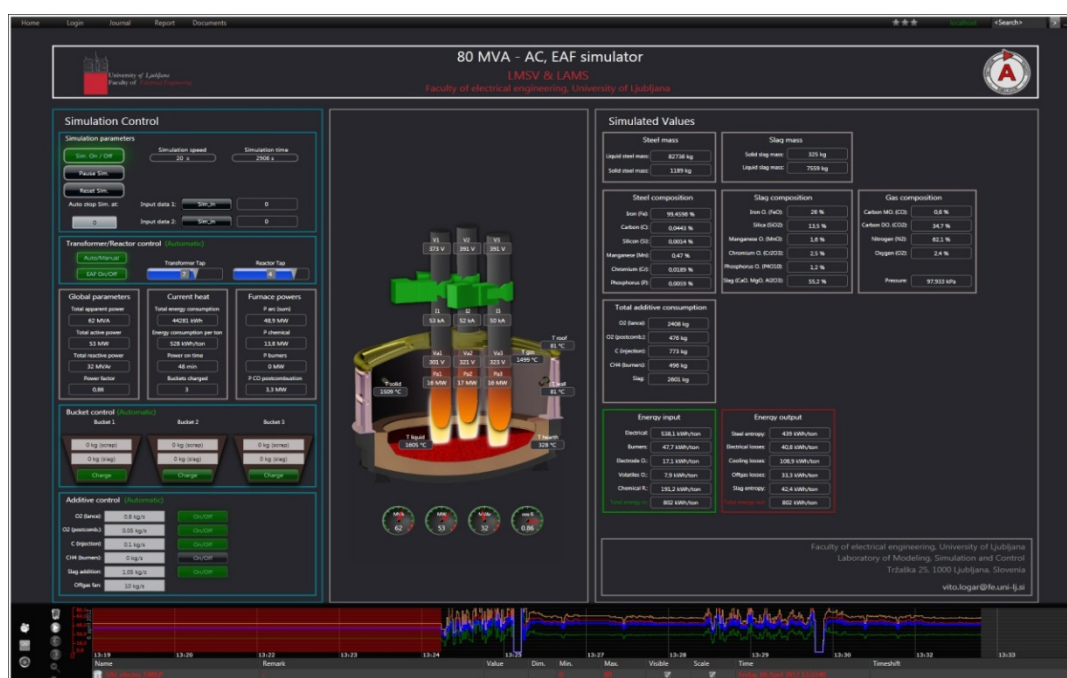 Home Login Journal Report Documents localhost <Search>
80 MVA - AC, EAF simulator
LMSV & LAMS
Faculty of electrical engineering, University of Ljubljana
University of Ljubljana
Faculty of Electrical Engineering
A
Simulation Control
Simulation parameters
Sim. On / Off
Simulation speed
20 x
Simulation time
2906 s
Pause Sim.
Reset Sim.
Auto stop Sim. at:
0
Input data 1: Sim_in 0
Input data 2: Sim_in 0
Transformer/Reactor control (Automatic)
Auto/Manual
EAF On/Off
Transformer Tap
7
Reactor Tap
4
Global parameters
Total apparent power
62 MVA
Total active power
53 MW
Total reactive power
32 MVAr
Power factor
0,86
Current heat
Total energy consumption
44281 kWh
Energy consumption per ton
528 kWh/ton
Power on time
48 min
Buckets charged
3
Furnace powers
P arc (sum)
48,9 MW
P chemical
13,8 MW
P burners
0 MW
P CO postcombustion
3,3 MW
Bucket control (Automatic)
Bucket 1 Bucket 2 Bucket 3
0 kg (scrap) 0 kg (scrap) 0 kg (scrap)
0 kg (slag) 0 kg (slag) 0 kg (slag)
Charge Charge Charge
Additive control (Automatic)
O2 (lance): 0.8 kg/s On/Off
O2 (postcomb.): 0.05 kg/s On/Off
C (injection): 0.1 kg/s On/Off
CH4 (burners): 0 kg/s On/Off
Slag addition: 1.09 kg/s On/Off
Offgas fan: 10 kg/s
V1 V2 V3
373 V 391 V 391 V
I1 I2 I3
53 kA 52 kA 50 kA
Va1 Va2 Va3
301 V 321 V 323 V
Pa1 Pa2 Pa3
16 MW 17 MW 16 MW
T roof
81 °C
T gas
1499 °C
T solid
1509 °C
T wall
81 °C
T liquid
1605 °C
T hearth
328 °C
MVA
62
MW
53
MVAr
32
cos fi
0,86
Simulated Values
Steel mass
Liquid steel mass: 82738 kg
Solid steel mass: 1189 kg
Slag mass
Solid slag mass: 325 kg
Liquid slag mass: 7559 kg
Steel composition
Iron (Fe): 99,4598 %
Carbon (C): 0,0443 %
Silicon (Si): 0,0014 %
Manganese (Mn): 0,47 %
Chromium (Cr): 0,0189 %
Phosphorus (P): 0,0019 %
Slag composition
Iron O. (FeO): 26 %
Silica (SiO2): 13,5 %
Manganese O. (MnO): 1,6 %
Chromium O. (Cr2O3): 2,5 %
Phosphorus O. (P4O10): 1,2 %
Slag (CaO, MgO, Al2O3): 55,2 %
Gas composition
Carbon MO. (CO): 0,8 %
Carbon DO. (CO2): 34,7 %
Nitrogen (N2): 62,1 %
Oxygen (O2): 2,4 %
Pressure: 97,933 kPa
Total additive consumption
O2 (lance): 2408 kg
O2 (postcomb.): 476 kg
C (injection): 773 kg
CH4 (burners): 496 kg
Slag: 2601 kg
Energy input
Electrical: 538,1 kWh/ton
Burners: 47,7 kWh/ton
Electrode O.: 17,1 kWh/ton
Volatiles O.: 7,9 kWh/ton
Chemical R.: 191,2 kWh/ton
Total energy in: 802 kWh/ton
Energy output
Steel entropy: 439 kWh/ton
Electrical losses: 40,8 kWh/ton
Cooling losses: 108,9 kWh/ton
Offgas losses: 33,3 kWh/ton
Slag entropy: 42,4 kWh/ton
Total energy out: 802 kWh/ton
Faculty of electrical engineering, University of Ljubljana
Laboratory of Modeling, Simulation and Control
Tržaška 25, 1000 Ljubljana, Slovenia
vito.logar@fe.uni-lj.si
13:19 13:20 13:22 13:23 13:24 13:25 13:27 13:28 13:29 13:30 13:32 13:33
Name Remark Value Dim. Min. Max. Visible Scale Time Timeshift